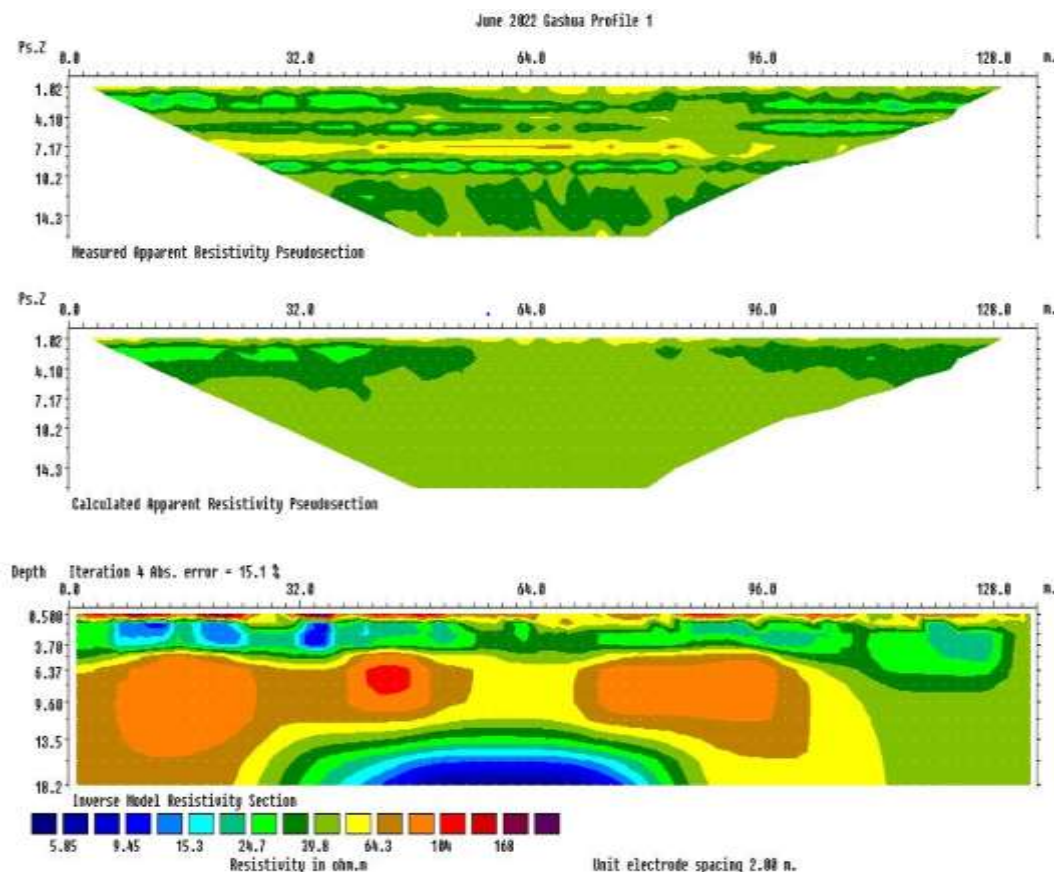 June 2022 Gashua Profile 1
Ps.Z
0.0 32.0 64.0 96.0 128.0 m.
1.02
4.10
7.17
10.2
14.3
Measured Apparent Resistivity Pseudosection
Ps.Z
0.0 32.0 64.0 96.0 128.0 m.
1.02
4.10
7.17
10.2
14.3
Calculated Apparent Resistivity Pseudosection
Depth Iteration 4 Abs. error = 15.1 %
0.0 32.0 64.0 96.0 128.0 m.
0.500
3.70
6.37
9.60
13.5
18.2
Inverse Model Resistivity Section
5.85 9.45 15.3 24.7 39.8 64.3 104 168
Resistivity in ohm.m Unit electrode spacing 2.00 m.